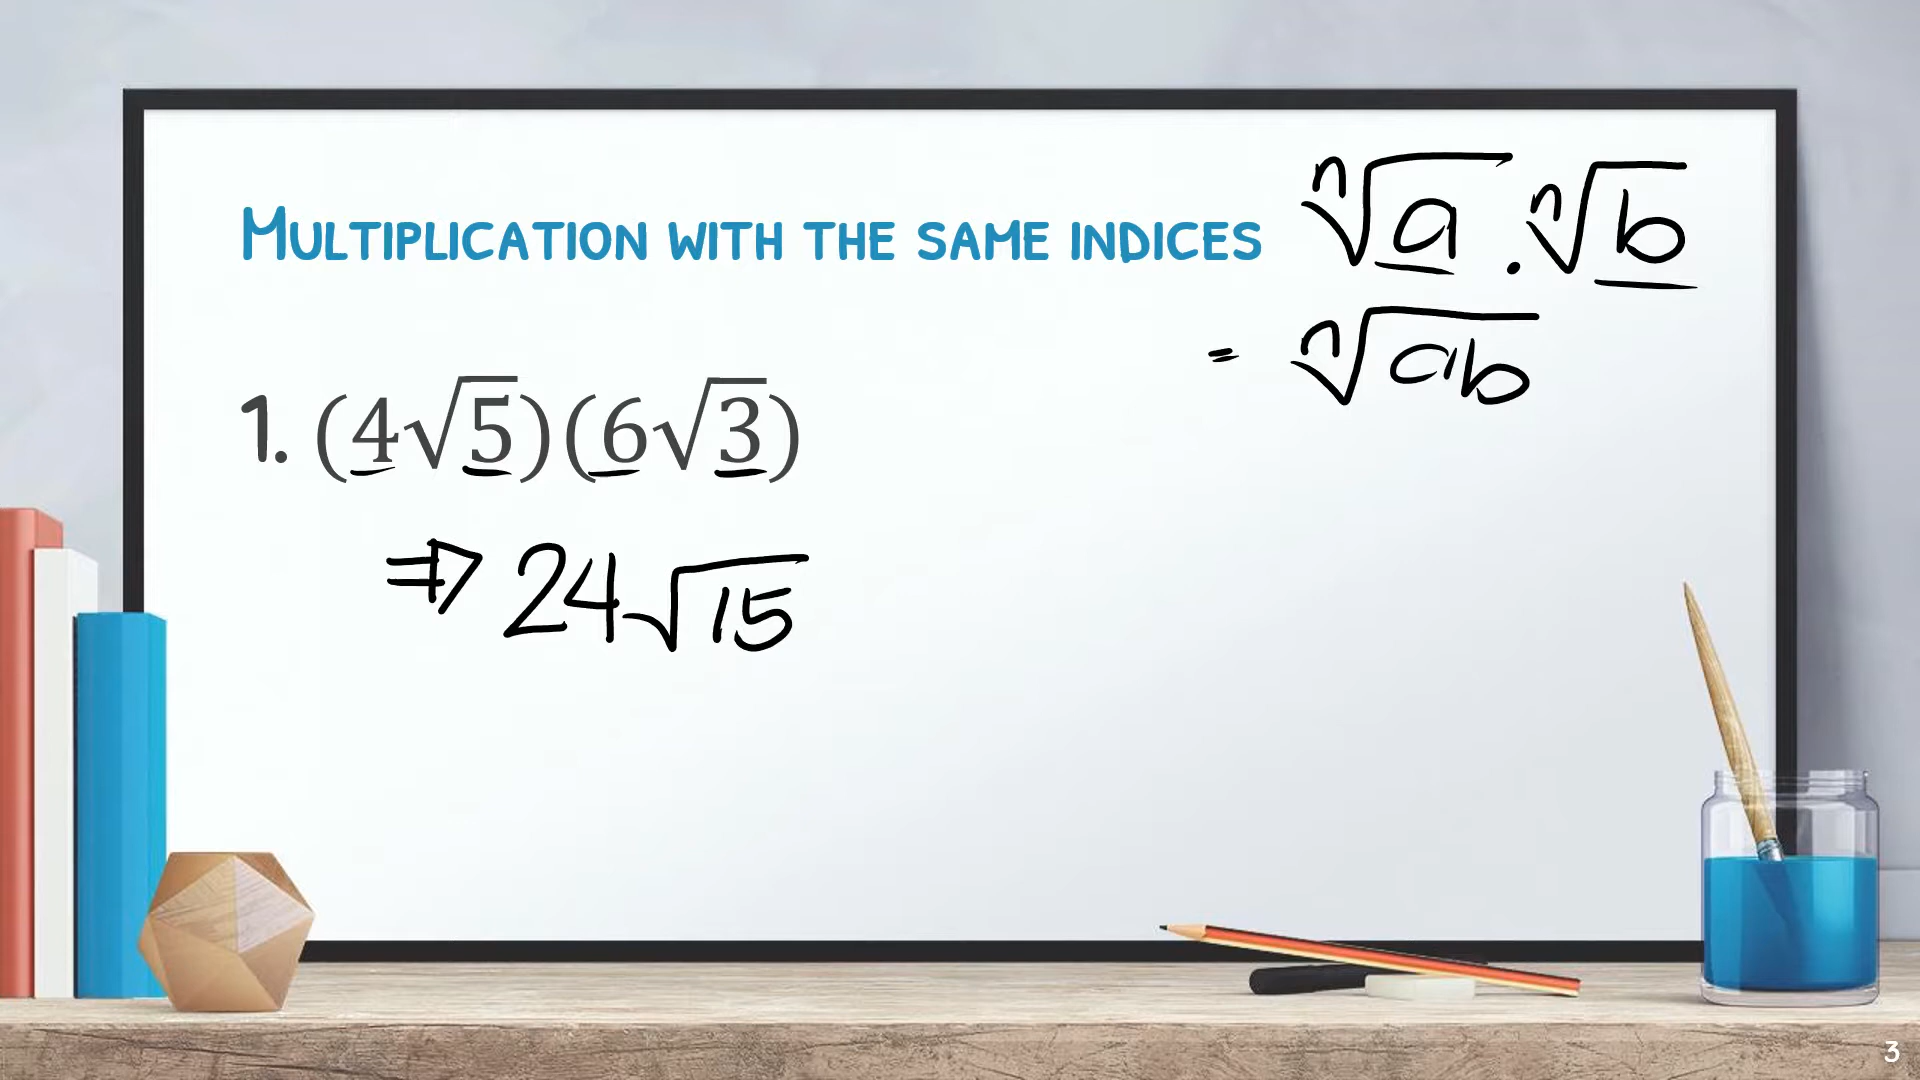 MULTIPLICATION WITH THE SAME INDICES
ⁿ√a . ⁿ√b
= ⁿ√ab
1. (4√5)(6√3)
⇒ 24√15
3